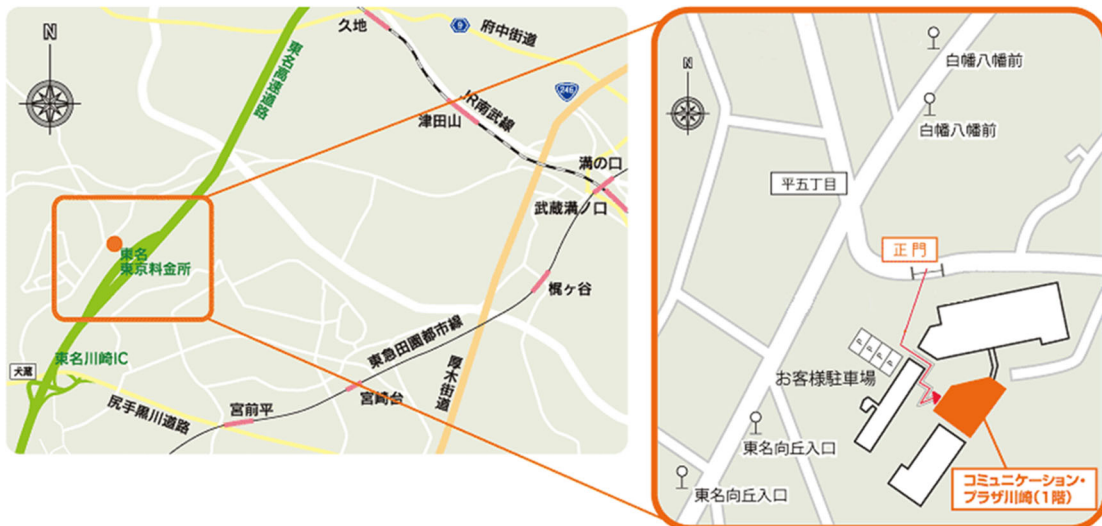 久地
9
府中街道
N
東名高速道路
246
JR南武線
津田山
溝の口
武蔵溝ノ口
東名
東京料金所
梶ヶ谷
東急田園都市線
東名川崎IC
犬蔵
厚木街道
宮崎台
尻手黒川道路
宮前平
白幡八幡前
N
白幡八幡前
平五丁目
正門
P P P P
お客様駐車場
東名向丘入口
東名向丘入口
コミュニケーション・
プラザ川崎(1階)